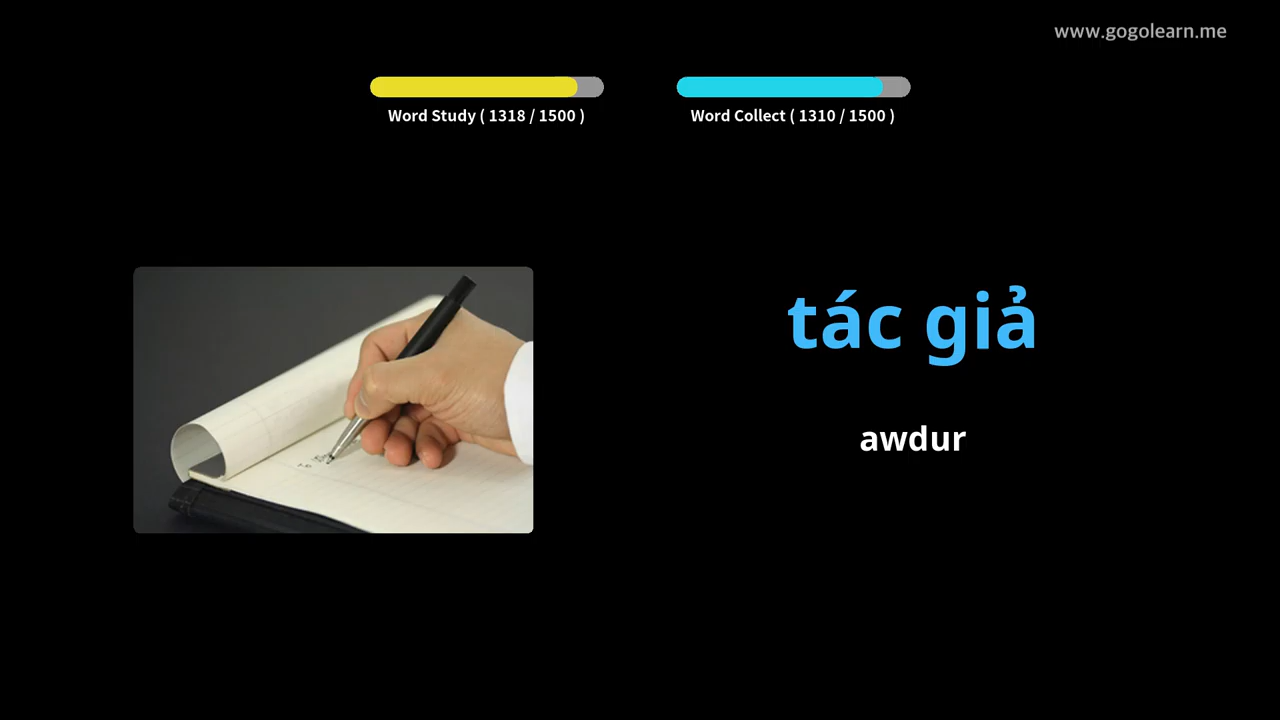 www.gogolearn.me
Word Study ( 1318 / 1500 )
Word Collect ( 1310 / 1500 )
tác giả
awdur